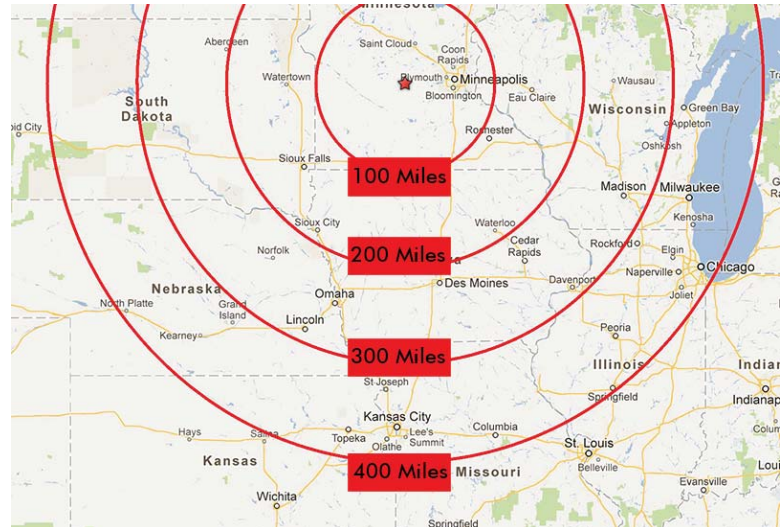 Minnesota
Aberdeen
Saint Cloud
Coon
Rapids
Plymouth
Minneapolis
Bloomington
Watertown
Eau Claire
Wausau
Wisconsin
Green Bay
Appleton
Oshkosh
South
Dakota
pid City
Rochester
Sioux Falls
100 Miles
Madison
Milwaukee
Kenosha
Sioux City
Waterloo
Cedar
Rapids
Rockford
Elgin
Chicago
Naperville
Joliet
Norfolk
200 Miles
Des Moines
Davenport
Nebraska
Omaha
North Platte
Grand
Island
Lincoln
Kearney
Peoria
300 Miles
Illinois
Indian
Springfield
Indianap
St Joseph
Kansas City
Hays
Salina
Topeka
Olathe
Lee's
Summit
Columbia
St. Louis
Belleville
Colum
Kansas
400 Miles
Missouri
Loui
Evansville
Wichita
Springfield